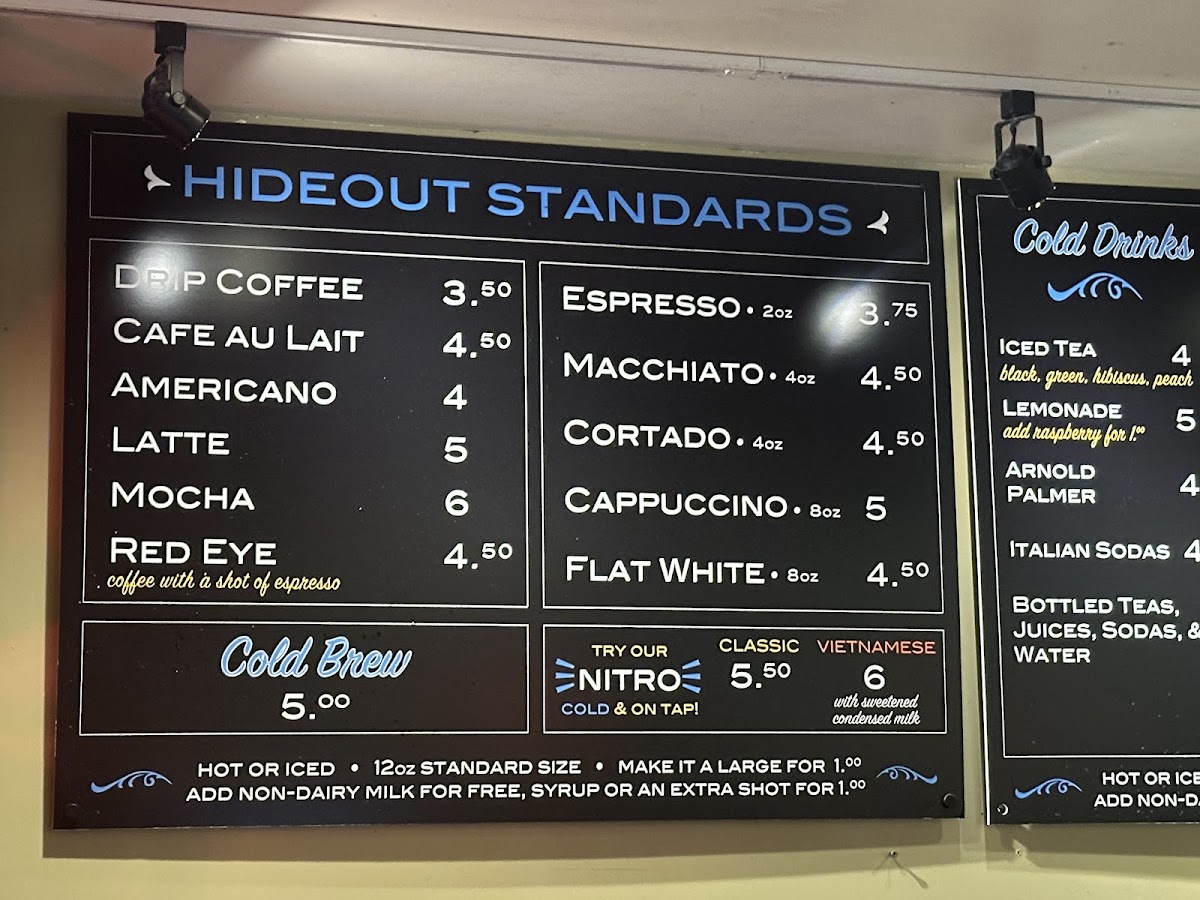 HIDEOUT STANDARDS
DRIP COFFEE 3.50
CAFE AU LAIT 4.50
AMERICANO 4
LATTE 5
MOCHA 6
RED EYE 4.50
coffee with a shot of espresso
ESPRESSO • 2oz 3.75
MACCHIATO • 4oz 4.50
CORTADO • 4oz 4.50
CAPPUCCINO • 8oz 5
FLAT WHITE • 8oz 4.50
Cold Brew
5.00
TRY OUR
NITRO
COLD & ON TAP!
CLASSIC
5.50
VIETNAMESE
6
with sweetened
condensed milk
HOT OR ICED • 12oz STANDARD SIZE • MAKE IT A LARGE FOR 1.00
ADD NON-DAIRY MILK FOR FREE, SYRUP OR AN EXTRA SHOT FOR 1.00
Cold Drinks
ICED TEA 4
black, green, hibiscus, peach
LEMONADE 5
add raspberry for 1.00
ARNOLD
PALMER 4
ITALIAN SODAS 4
BOTTLED TEAS,
JUICES, SODAS, &
WATER
HOT OR ICE
ADD NON-DA